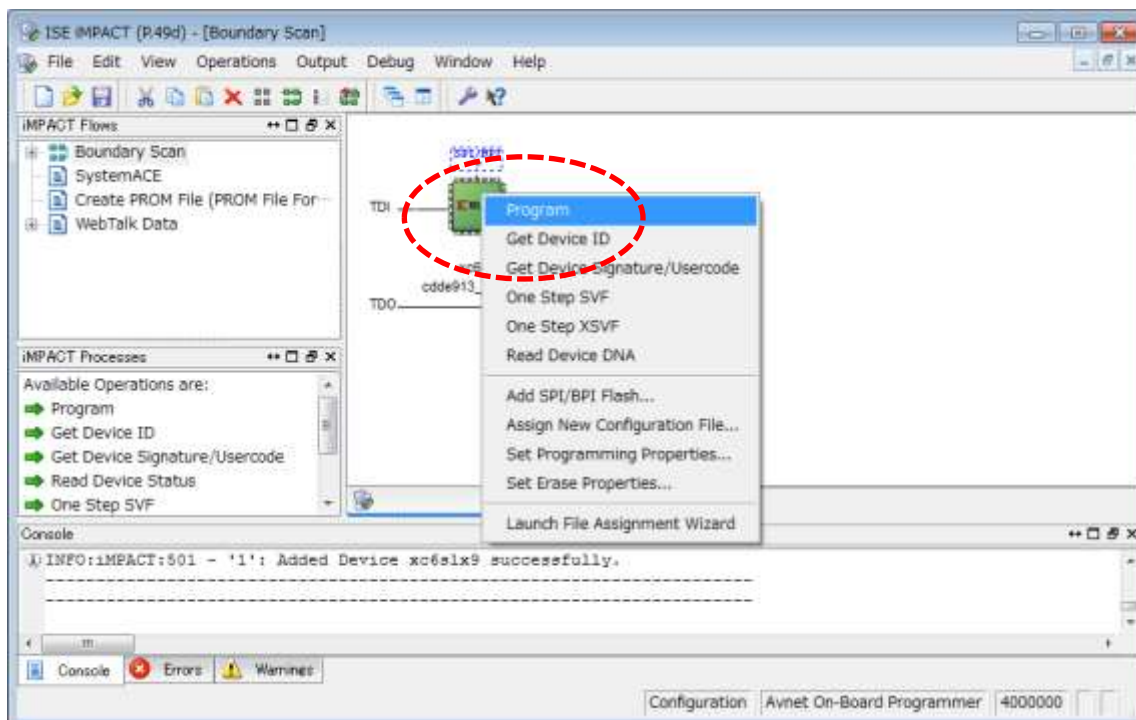 ISE iMPACT (P.49d) - [Boundary Scan]
File Edit View Operations Output Debug Window Help
iMPACT Flows
Boundary Scan
SystemACE
Create PROM File (PROM File For
WebTalk Data
SPI/BPI
TDI
TDO
cdde913_
Program
Get Device ID
Get Device Signature/Usercode
One Step SVF
One Step XSVF
Read Device DNA
Add SPI/BPI Flash...
Assign New Configuration File...
Set Programming Properties...
Set Erase Properties...
Launch File Assignment Wizard
iMPACT Processes
Available Operations are:
Program
Get Device ID
Get Device Signature/Usercode
Read Device Status
One Step SVF
Console
INFO:iMPACT:501 - '1': Added Device xc6slx9 successfully.
Console Errors Warnings
Configuration Avnet On-Board Programmer 4000000